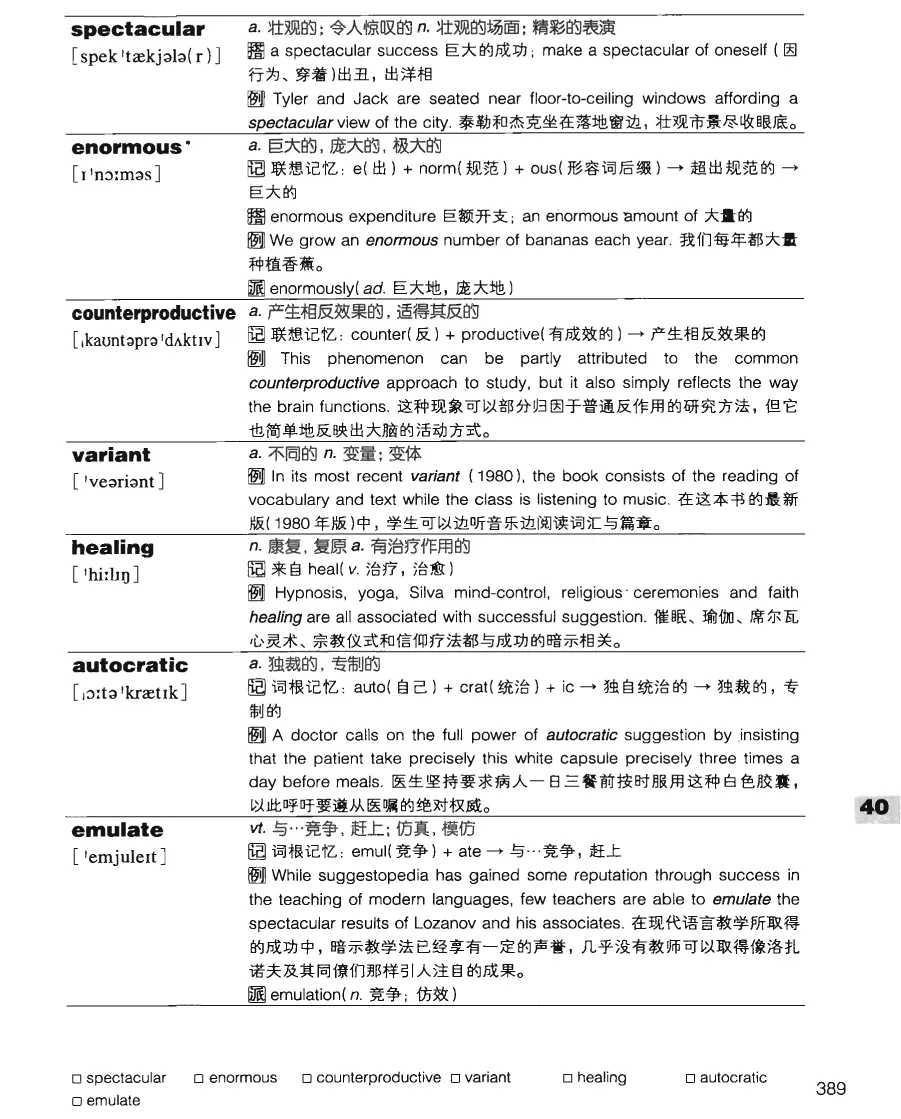 spectacular a. 壮观的; 令人惊叹的 n. 壮观的场面; 精彩的表演
[spekˈtækjələ(r)] 搭 a spectacular success 巨大的成功; make a spectacular of oneself (因
行为、穿着)出丑, 出洋相
例 Tyler and Jack are seated near floor-to-ceiling windows affording a
spectacular view of the city. 泰勒和杰克坐在落地窗边, 壮观市景尽收眼底。
enormous* a. 巨大的, 庞大的, 极大的
[ɪˈnɔːməs] 记 联想记忆: e(出) + norm(规范) + ous(形容词后缀) → 超出规范的 →
巨大的
搭 enormous expenditure 巨额开支; an enormous amount of 大量的
例 We grow an enormous number of bananas each year. 我们每年都大量
种植香蕉。
派 enormously(ad. 巨大地, 庞大地)
counterproductive a. 产生相反效果的, 适得其反的
[ˌkaʊntəprəˈdʌktɪv] 记 联想记忆: counter(反) + productive(有成效的) → 产生相反效果的
例 This phenomenon can be partly attributed to the common
counterproductive approach to study, but it also simply reflects the way
the brain functions. 这种现象可以部分归因于普通反作用的研究方法, 但它
也简单地反映出大脑的活动方式。
variant a. 不同的 n. 变量; 变体
[ˈveəriənt] 例 In its most recent variant (1980), the book consists of the reading of
vocabulary and text while the class is listening to music. 在这本书的最新
版(1980年版)中, 学生可以边听音乐边阅读词汇与篇章。
healing n. 康复, 复原 a. 有治疗作用的
[ˈhiːlɪŋ] 记 来自 heal(v. 治疗, 治愈)
例 Hypnosis, yoga, Silva mind-control, religious ceremonies and faith
healing are all associated with successful suggestion. 催眠、瑜伽、席尔瓦
心灵术、宗教仪式和信仰疗法都与成功的暗示相关。
autocratic a. 独裁的, 专制的
[ˌɔːtəˈkrætɪk] 记 词根记忆: auto(自己) + crat(统治) + ic → 独自统治的 → 独裁的, 专
制的
例 A doctor calls on the full power of autocratic suggestion by insisting
that the patient take precisely this white capsule precisely three times a
day before meals. 医生坚持要求病人一日三餐前按时服用这种白色胶囊,
以此呼吁要遵从医嘱的绝对权威。
40
emulate vt. 与…竞争, 赶上; 仿真, 模仿
[ˈemjuleɪt] 记 词根记忆: emul(竞争) + ate → 与…竞争, 赶上
例 While suggestopedia has gained some reputation through success in
the teaching of modern languages, few teachers are able to emulate the
spectacular results of Lozanov and his associates. 在现代语言教学所取得
的成功中, 暗示教学法已经享有一定的声誉, 几乎没有教师可以取得像洛扎
诺夫及其同僚们那样引人注目的成果。
派 emulation(n. 竞争; 仿效)
□ spectacular □ enormous □ counterproductive □ variant □ healing □ autocratic
□ emulate
389